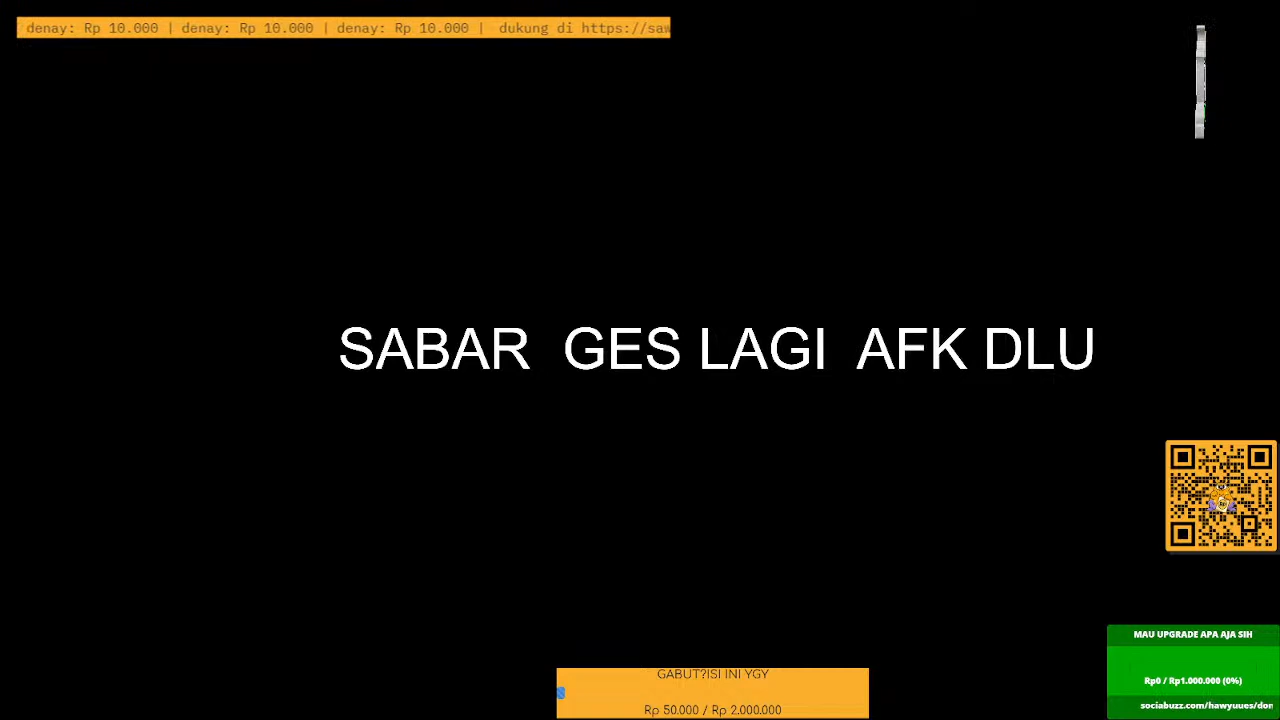 denay: Rp 10.000 | denay: Rp 10.000 | denay: Rp 10.000 | dukung di https://saw
SABAR GES LAGI AFK DLU
MAU UPGRADE APA AJA SIH
Rp0 / Rp1.000.000 (0%)
sociabuzz.com/hawyuues/don
GABUT?ISI INI YGY
Rp 50.000 / Rp 2.000.000